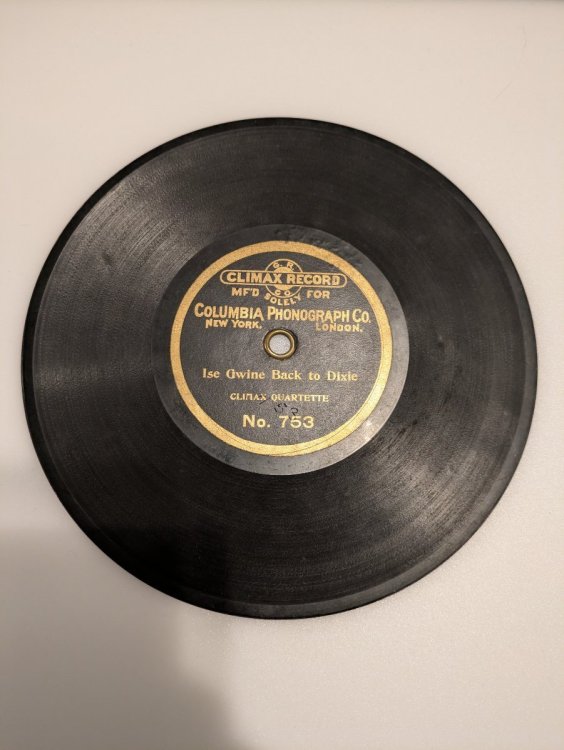 G. R.
CLIMAX RECORD
CO
MF'D SOLELY FOR
COLUMBIA PHONOGRAPH CO.
NEW YORK. LONDON.
Ise Gwine Back to Dixie
CLIMAX QUARTETTE
No. 753